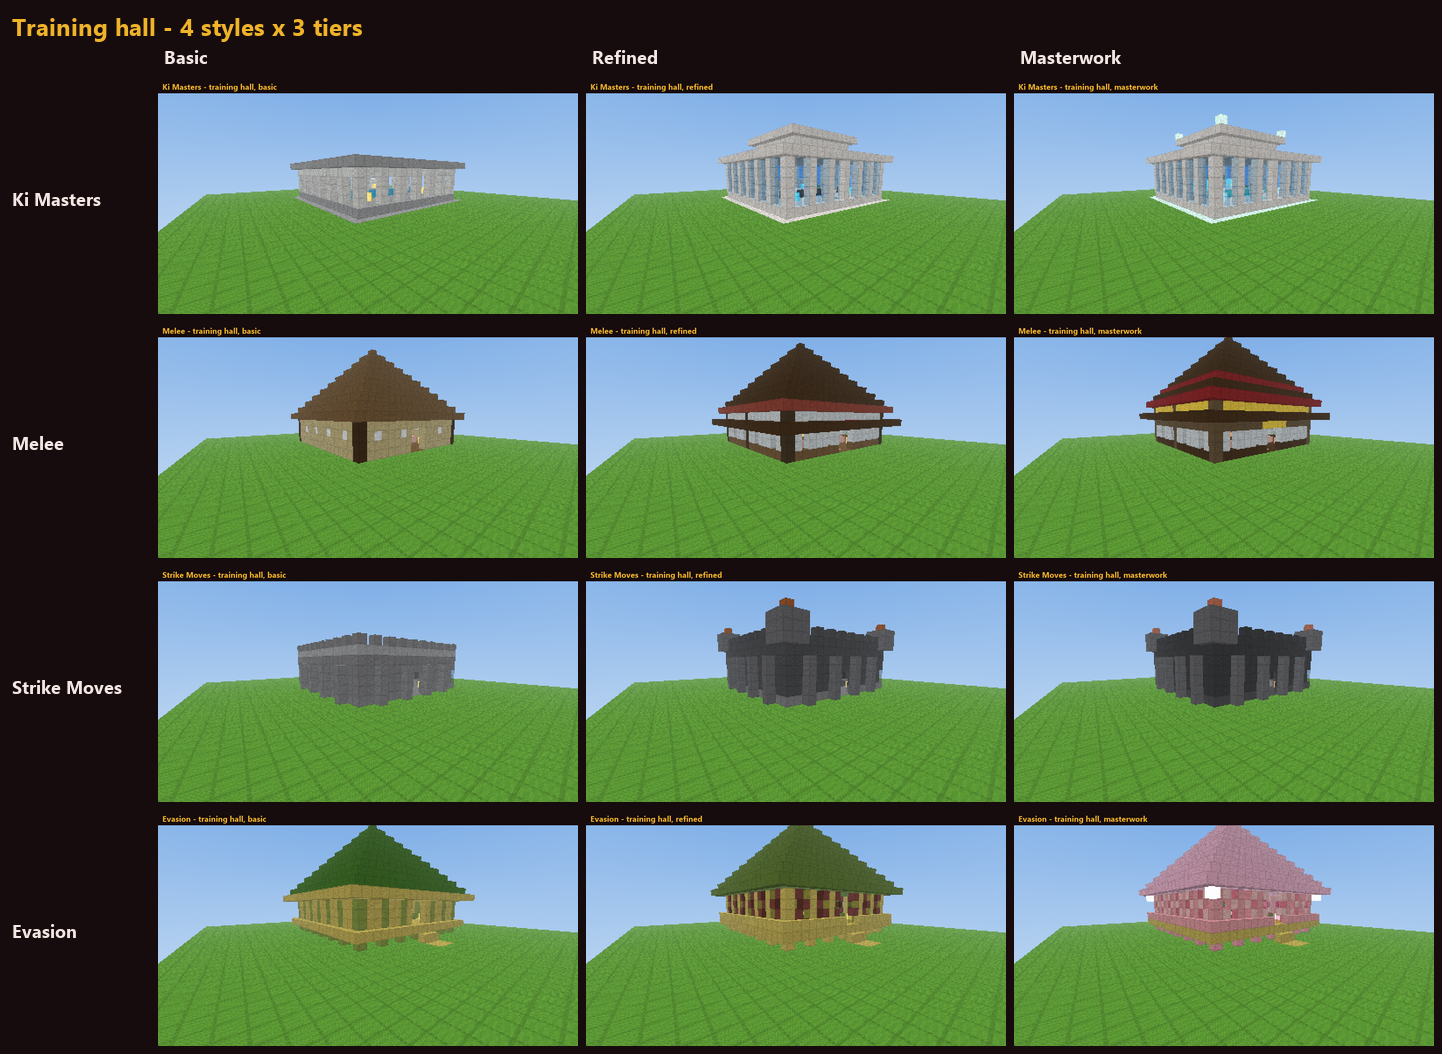 Training hall - 4 styles x 3 tiers
Basic Refined Masterwork
Ki Masters - training hall, basic
Ki Masters - training hall, refined
Ki Masters - training hall, masterwork
Ki Masters
Melee - training hall, basic
Melee - training hall, refined
Melee - training hall, masterwork
Melee
Strike Moves - training hall, basic
Strike Moves - training hall, refined
Strike Moves - training hall, masterwork
Strike Moves
Evasion - training hall, basic
Evasion - training hall, refined
Evasion - training hall, masterwork
Evasion